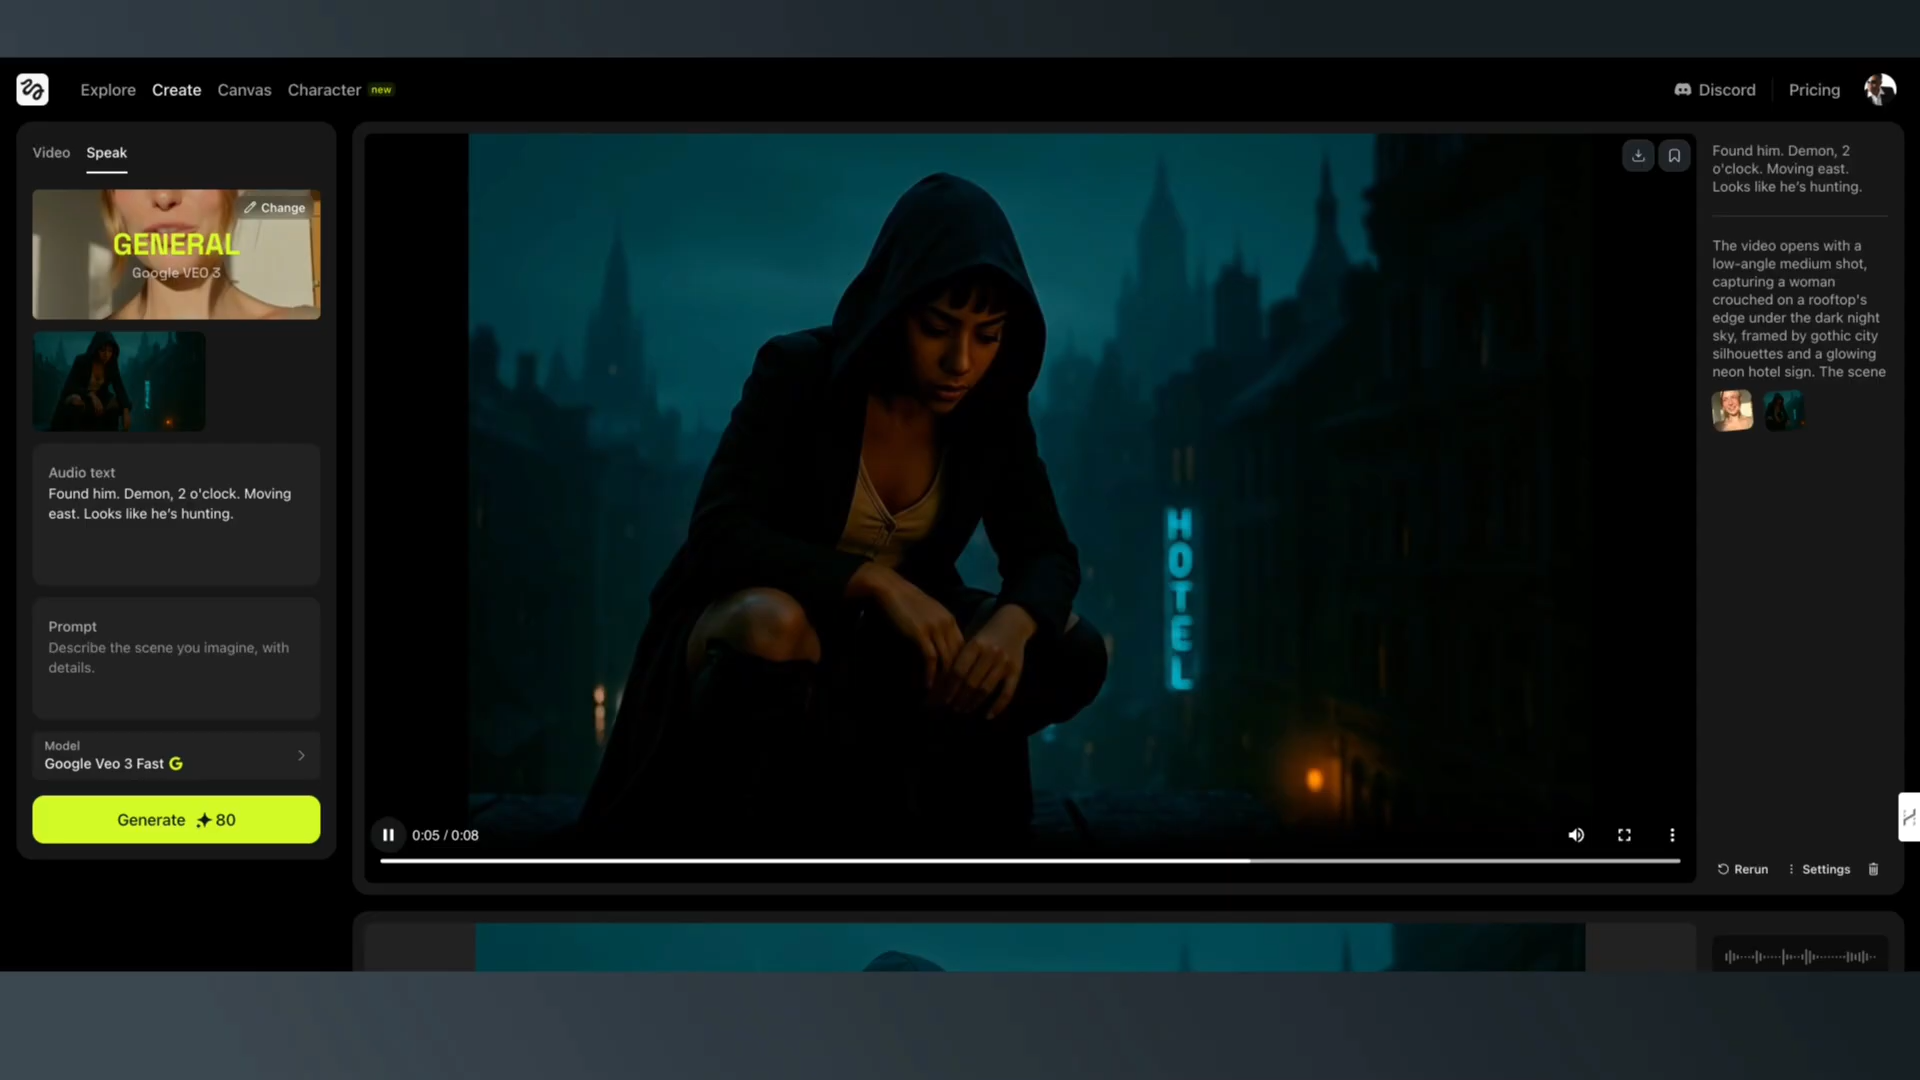 Explore Create Canvas Character new
Discord Pricing
Video Speak
Change
GENERAL
Google VEO 3
Audio text
Found him. Demon, 2 o'clock. Moving
east. Looks like he's hunting.
Prompt
Describe the scene you imagine, with
details.
Model
Google Veo 3 Fast G
Generate 80
HOTEL
0:05 / 0:08
Found him. Demon, 2
o'clock. Moving east.
Looks like he's hunting.
The video opens with a
low-angle medium shot,
capturing a woman
crouched on a rooftop's
edge under the dark night
sky, framed by gothic city
silhouettes and a glowing
neon hotel sign. The scene
Rerun Settings